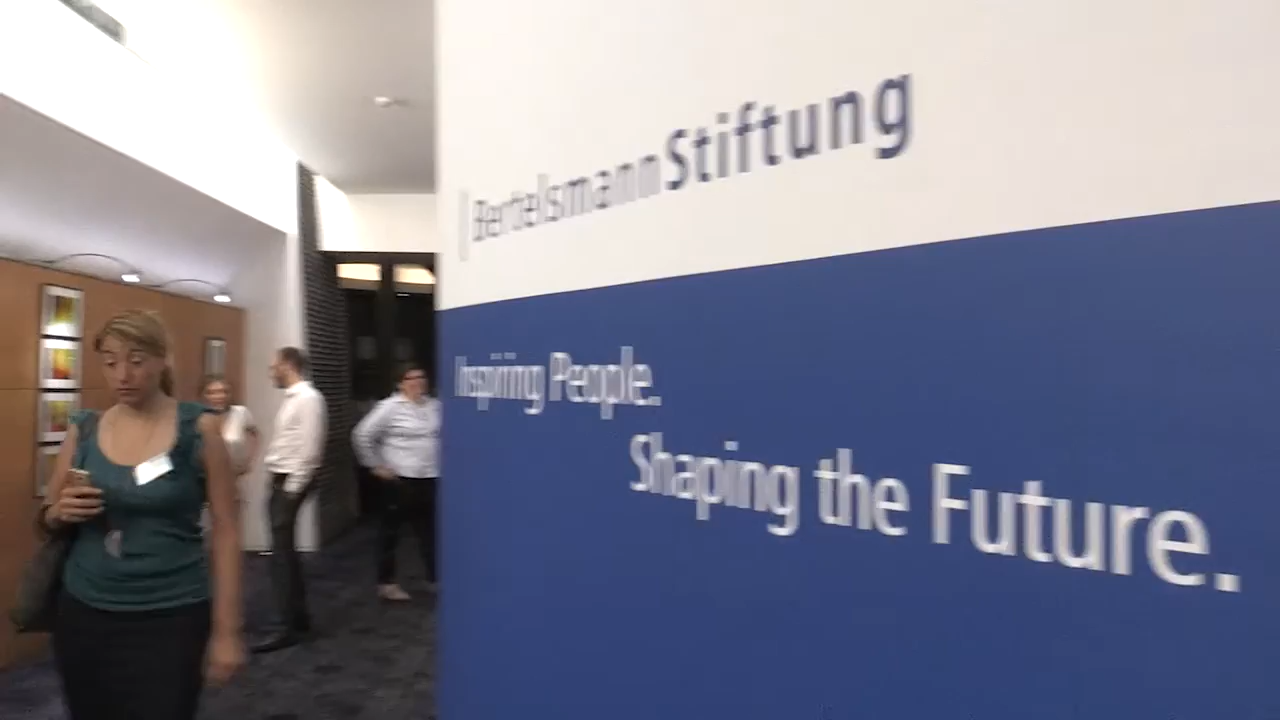 BertelsmannStiftung
Inspiring People.
Shaping the Future.